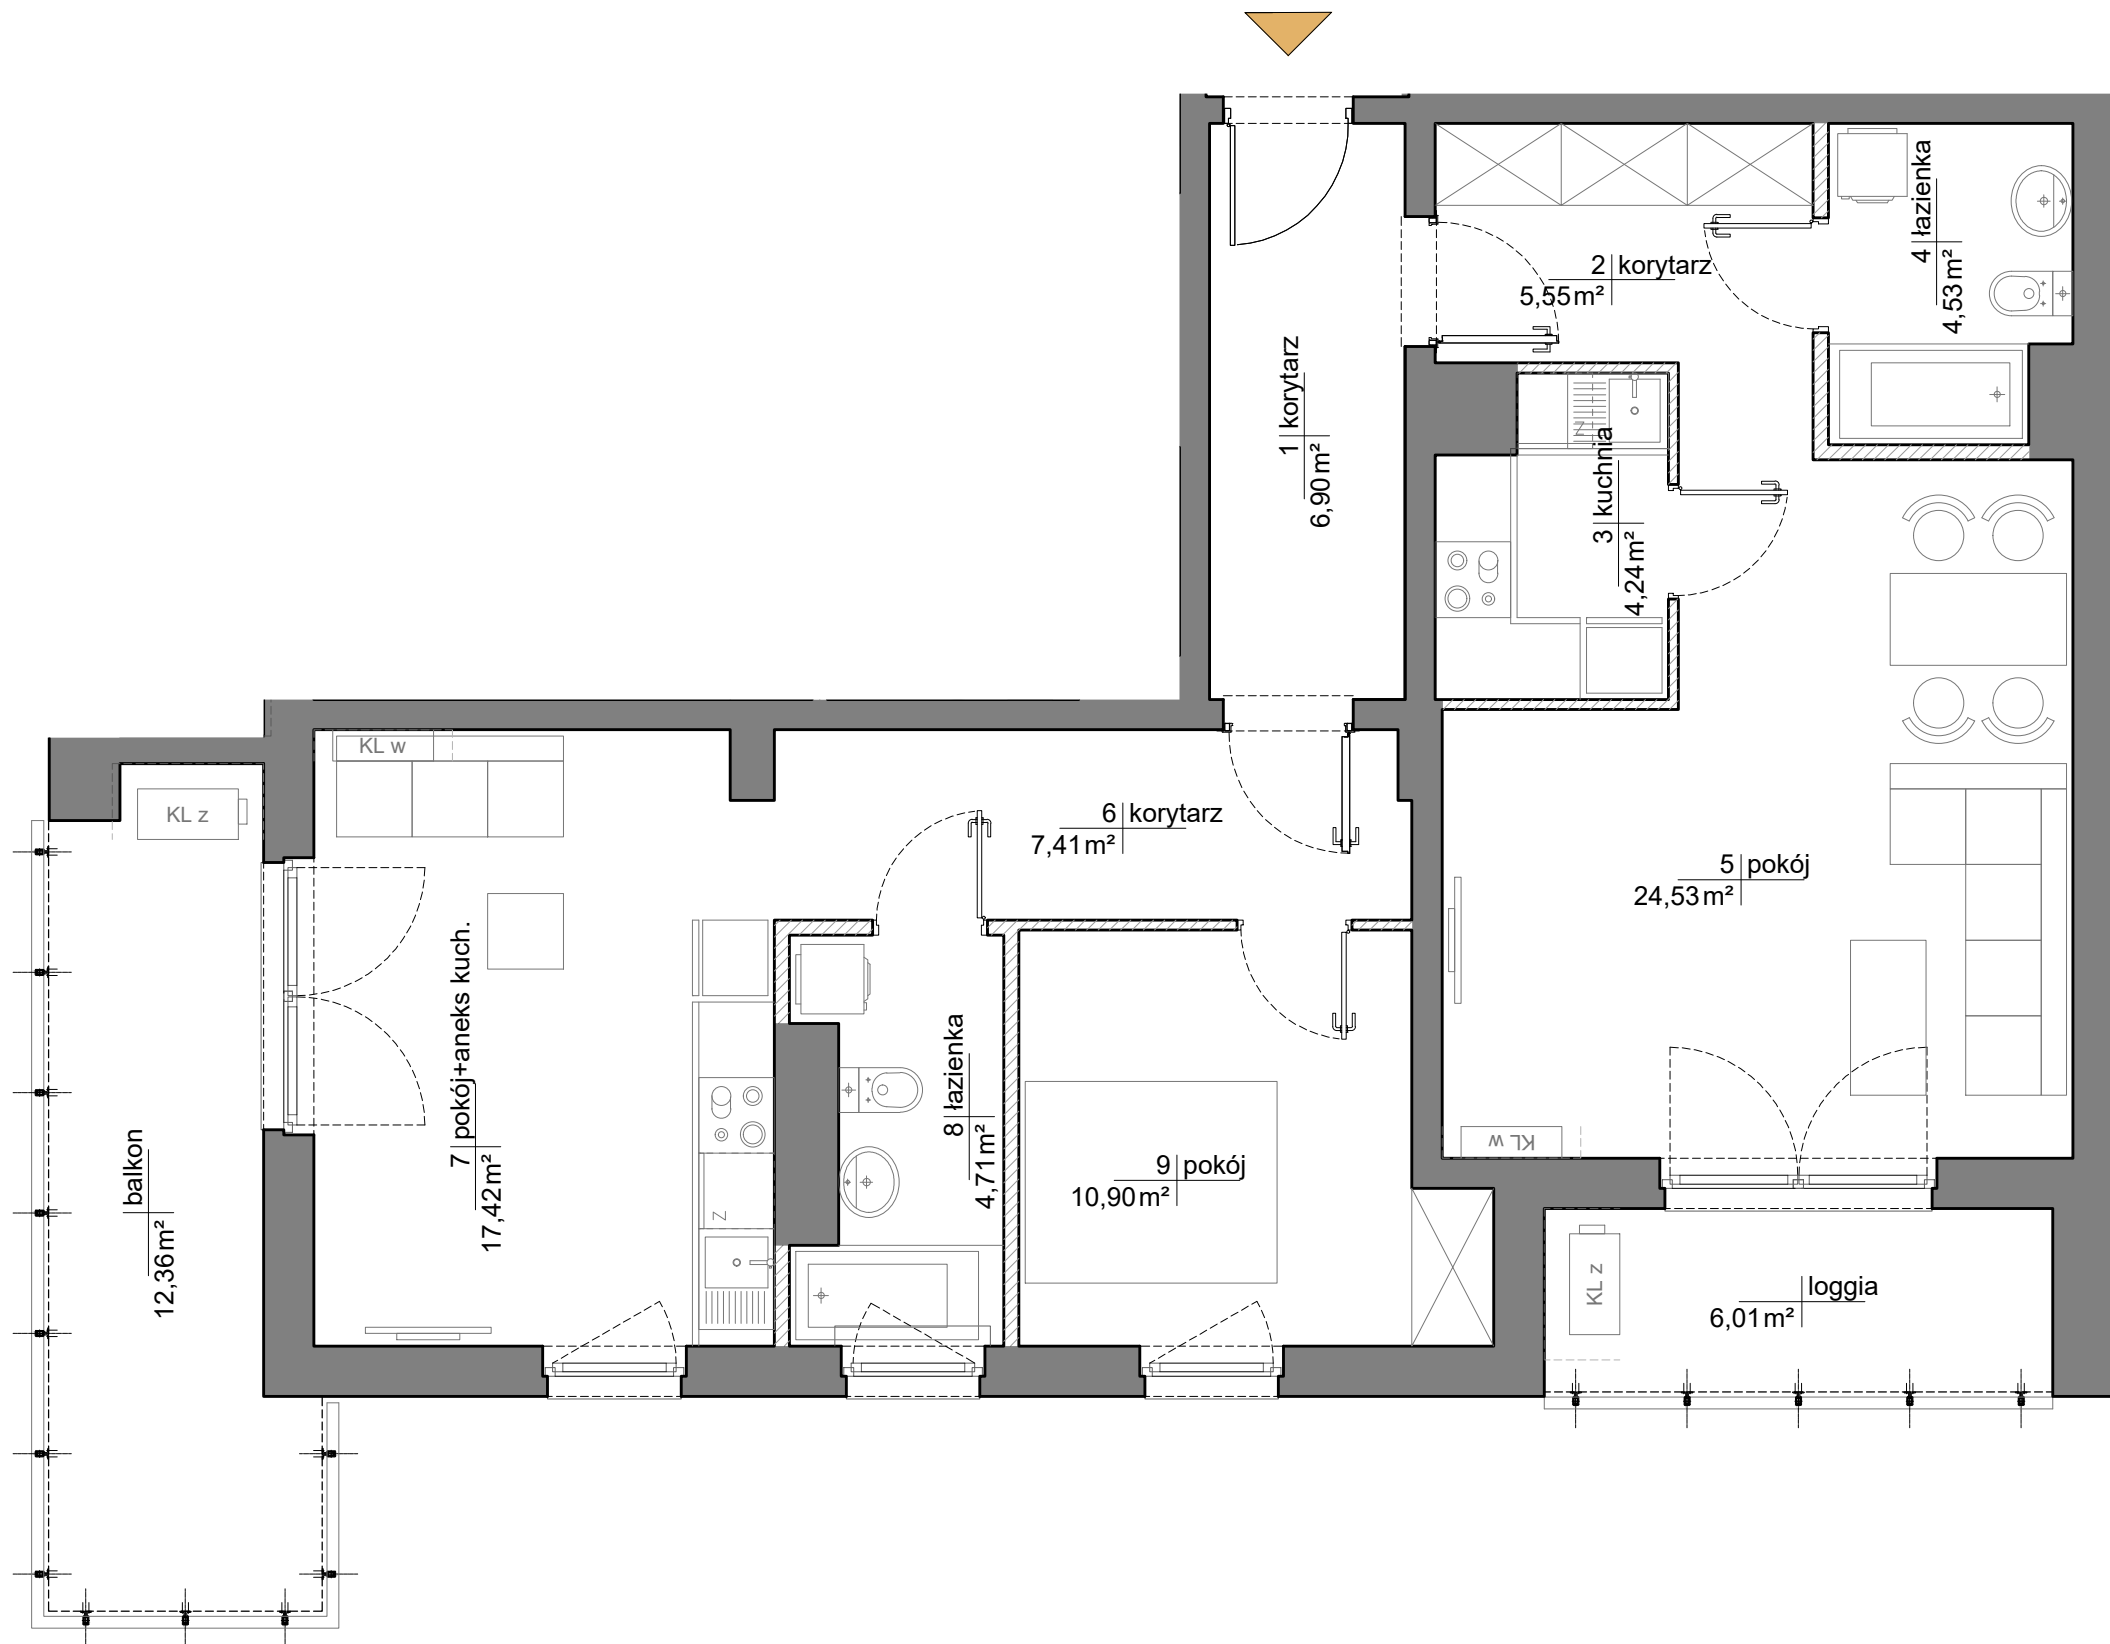 2 korytarz
5,55 m²
4 łazienka
4,53 m²
1 korytarz
6,90 m²
3 kuchnia
4,24 m²
Z
KL w
KL z
6 korytarz
7,41 m²
5 pokój
24,53 m²
7 pokój+aneks kuch.
17,42 m²
8 łazienka
4,71 m²
9 pokój
10,90 m²
KL w
balkon
12,36 m²
Z
KL z
loggia
6,01 m²